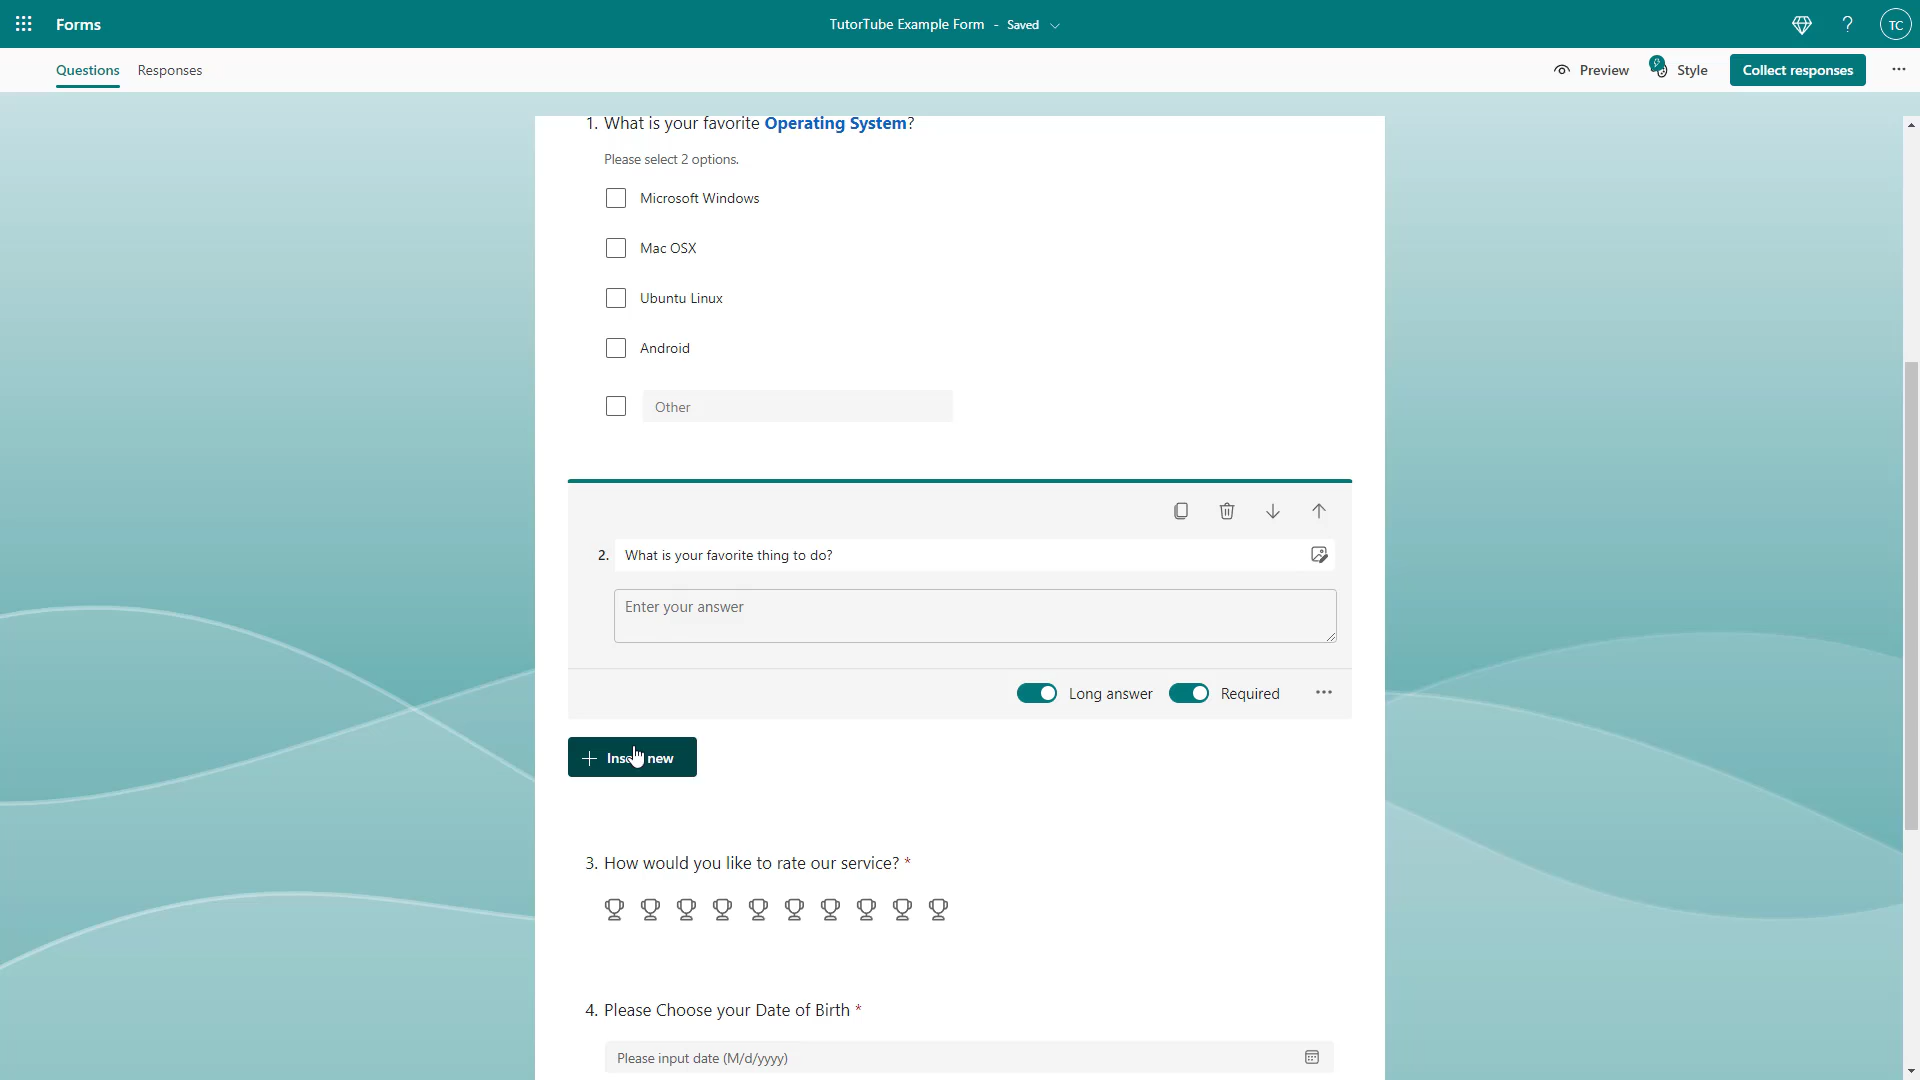 Forms
TutorTube Example Form - Saved
?
TC
Questions Responses
Preview Style Collect responses
1. What is your favorite Operating System?
Please select 2 options.
Microsoft Windows
Mac OSX
Ubuntu Linux
Android
Other
2. What is your favorite thing to do?
Enter your answer
Long answer Required
+ Insert new
3. How would you like to rate our service? *
4. Please Choose your Date of Birth *
Please input date (M/d/yyyy)